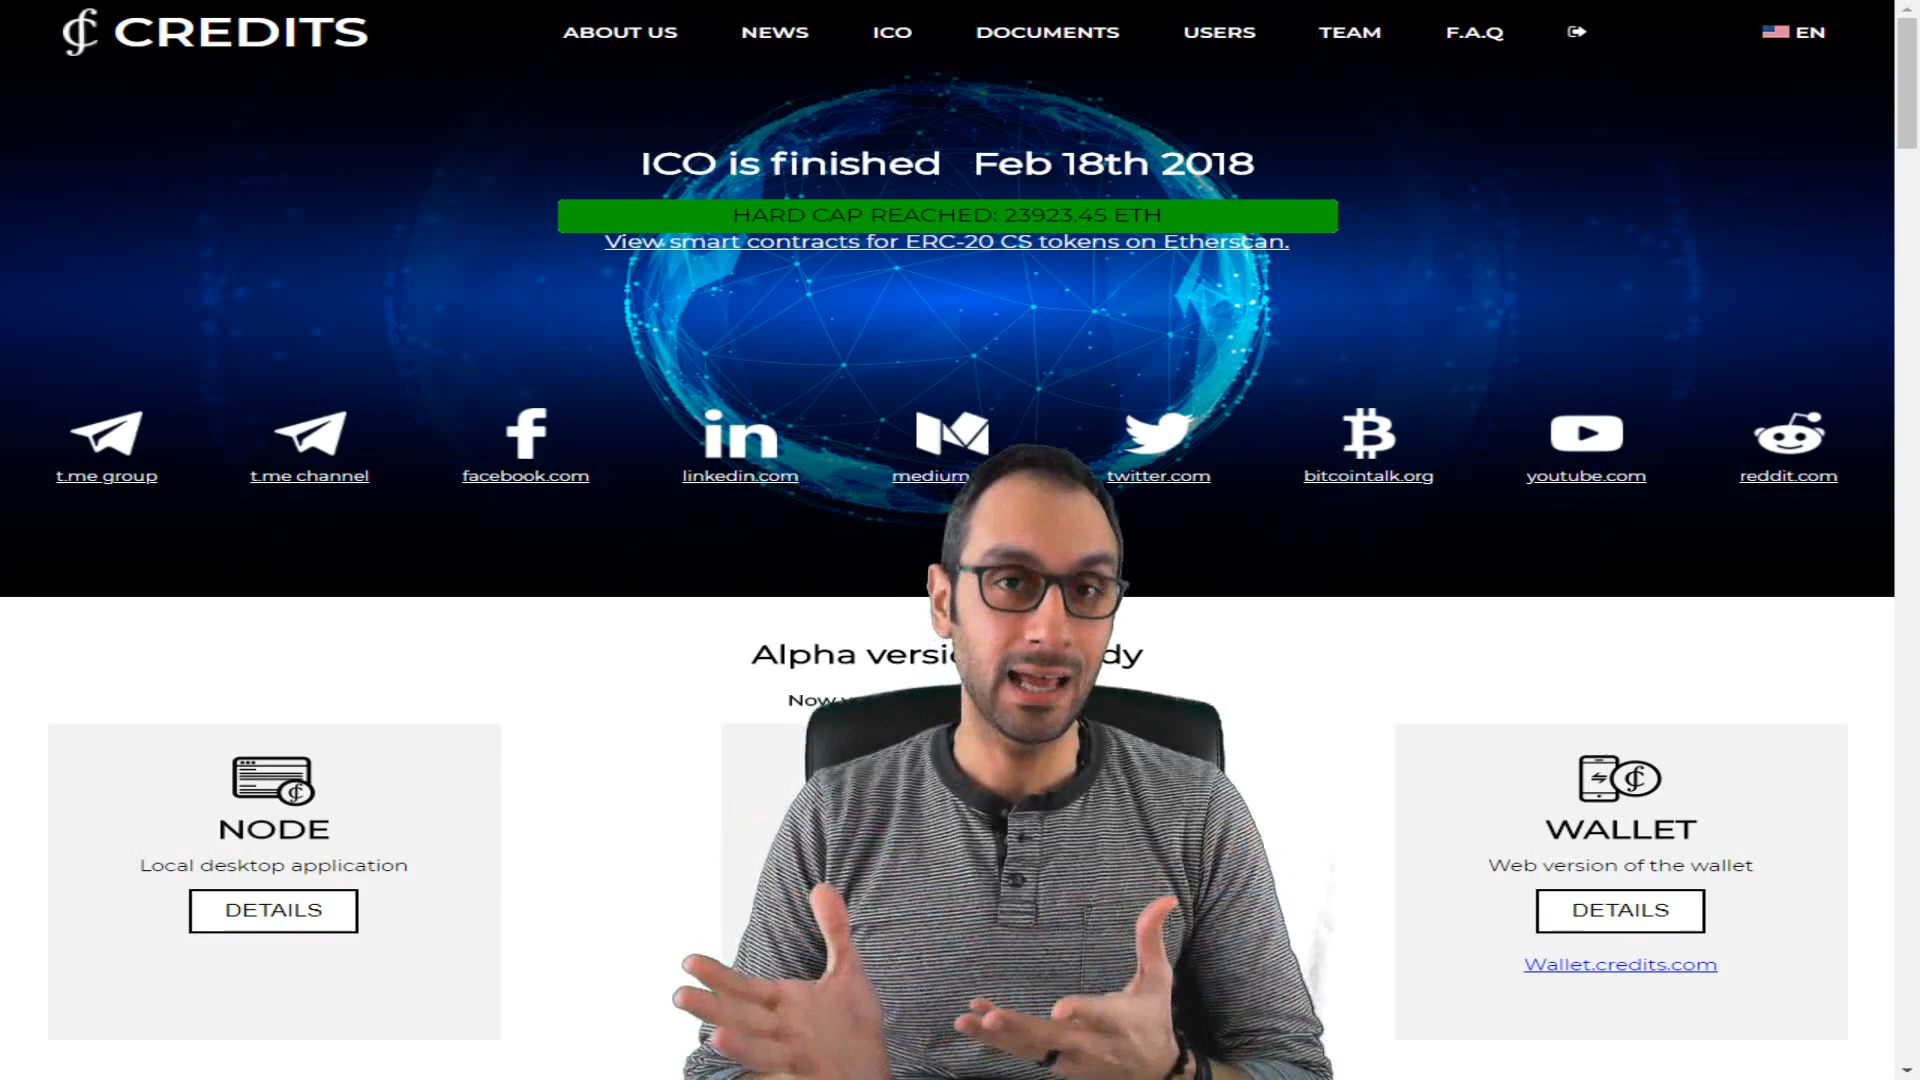 CREDITS
ABOUT US NEWS ICO DOCUMENTS USERS TEAM F.A.Q EN
ICO is finished Feb 18th 2018
HARD CAP REACHED: 23923.45 ETH
View smart contracts for ERC-20 CS tokens on Etherscan.
t.me group t.me channel facebook.com linkedin.com medium twitter.com bitcointalk.org youtube.com reddit.com
Alpha
Now
NODE
Local desktop application
DETAILS
WALLET
Web version of the wallet
DETAILS
Wallet.credits.com